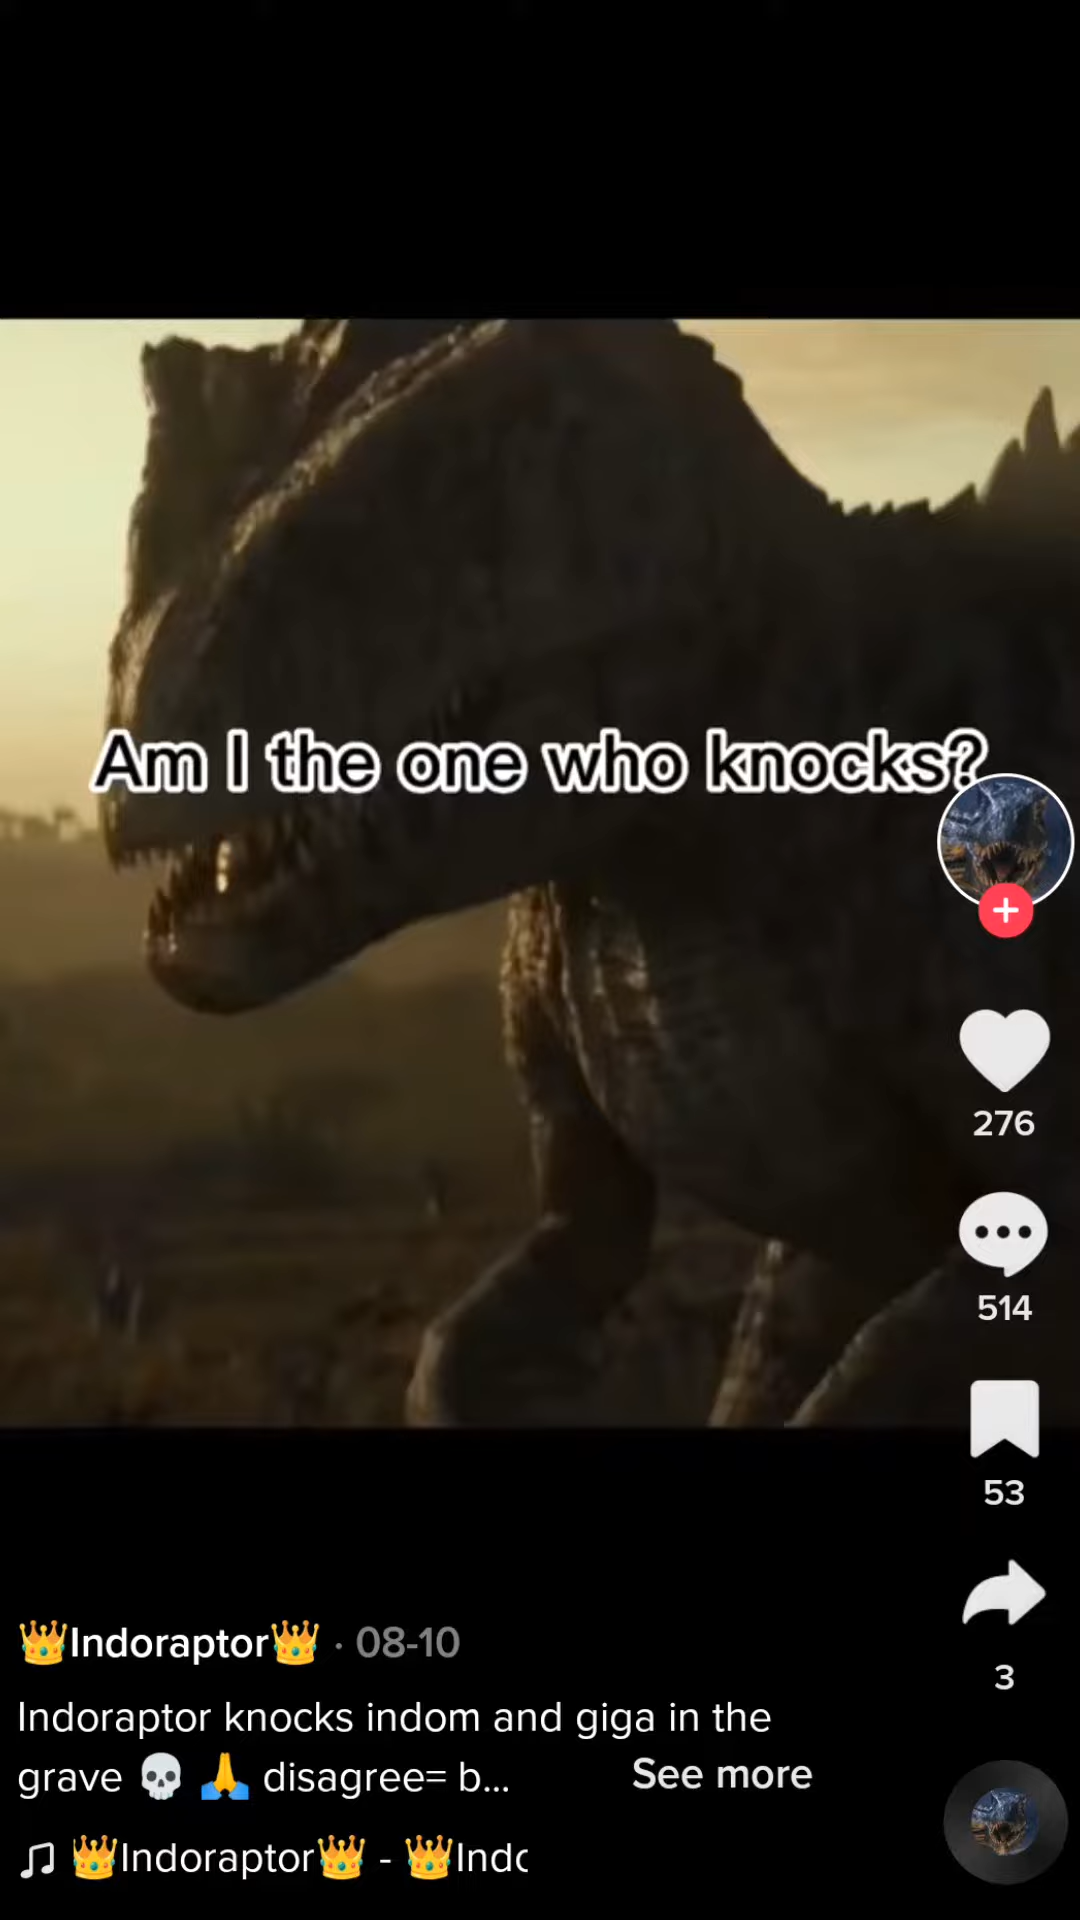 Am I the one who knocks?
276
514
53
3
👑Indoraptor👑 · 08-10
Indoraptor knocks indom and giga in the
grave 💀 🙏 disagree= b... See more
👑Indoraptor👑 - 👑Indo